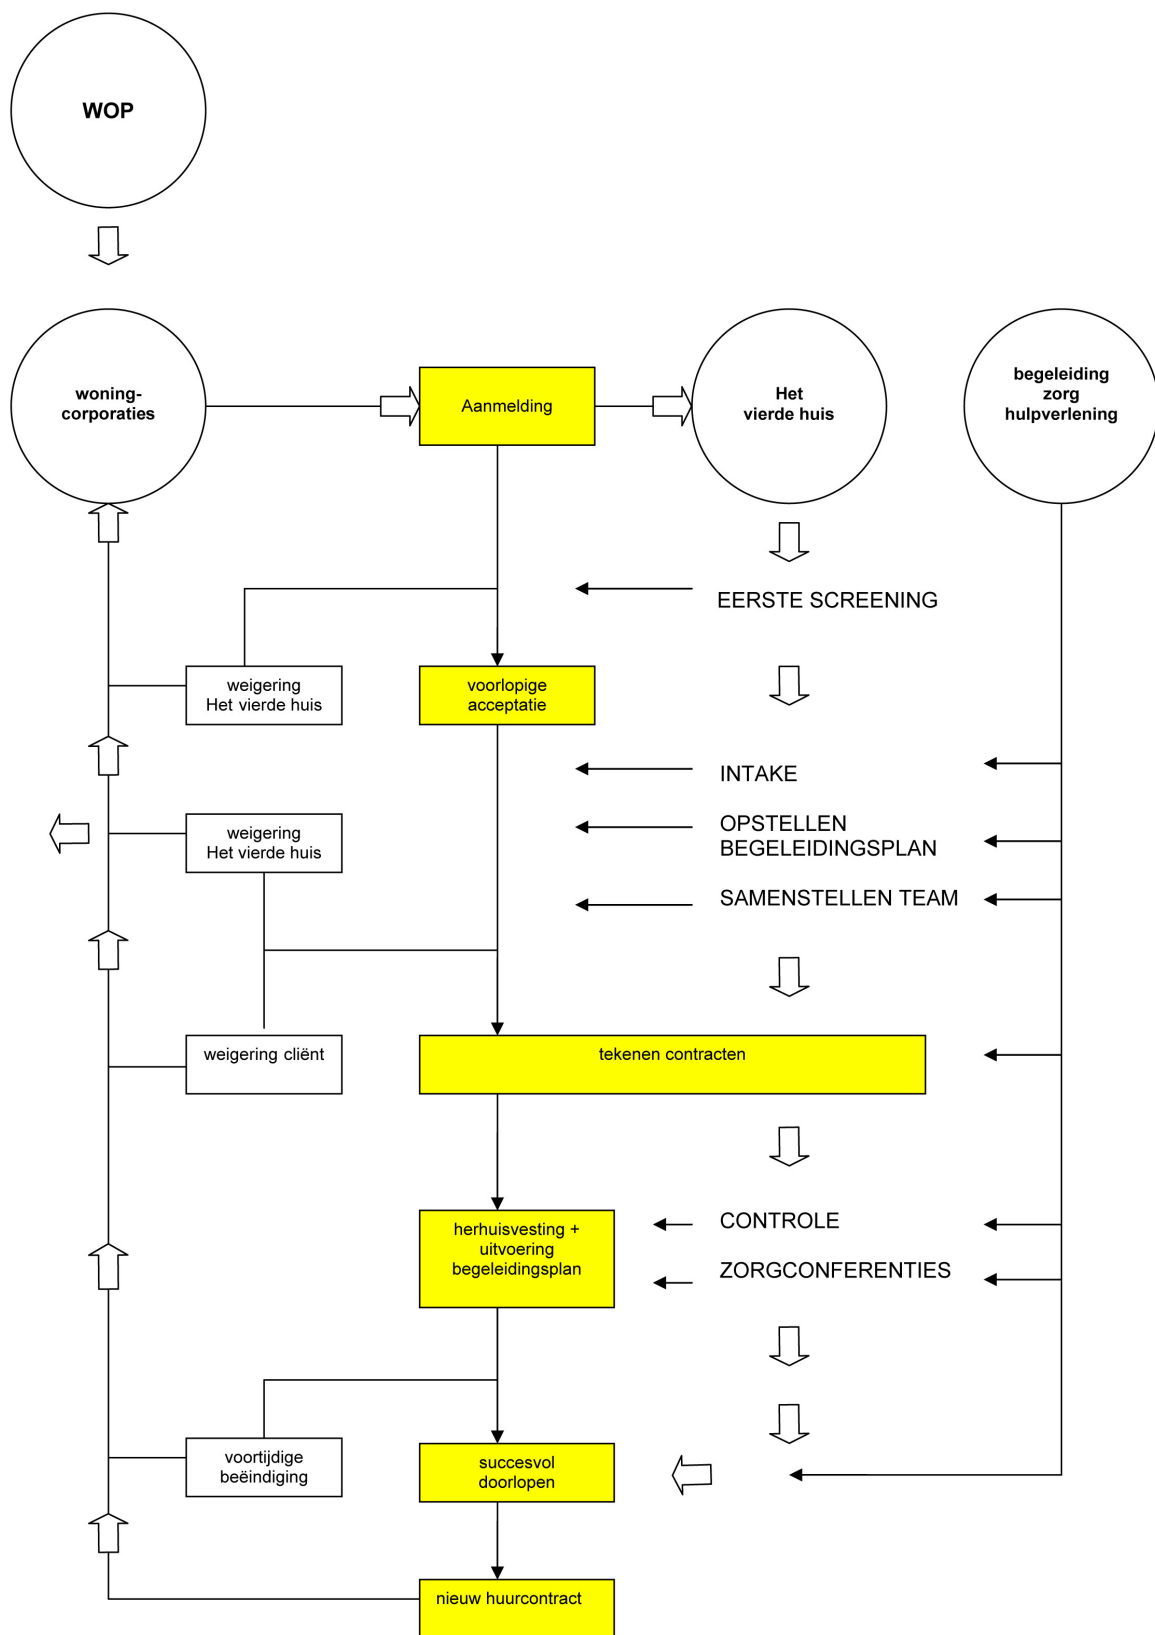 WOP
woning-
corporaties
Aanmelding
Het
vierde huis
begeleiding
zorg
hulpverlening
EERSTE SCREENING
weigering
Het vierde huis
voorlopige
acceptatie
INTAKE
weigering
Het vierde huis
OPSTELLEN
BEGELEIDINGSPLAN
SAMENSTELLEN TEAM
weigering cliënt
tekenen contracten
herhuisvesting +
uitvoering
begeleidingsplan
CONTROLE
ZORGCONFERENTIES
voortijdige
beëindiging
succesvol
doorlopen
nieuw huurcontract